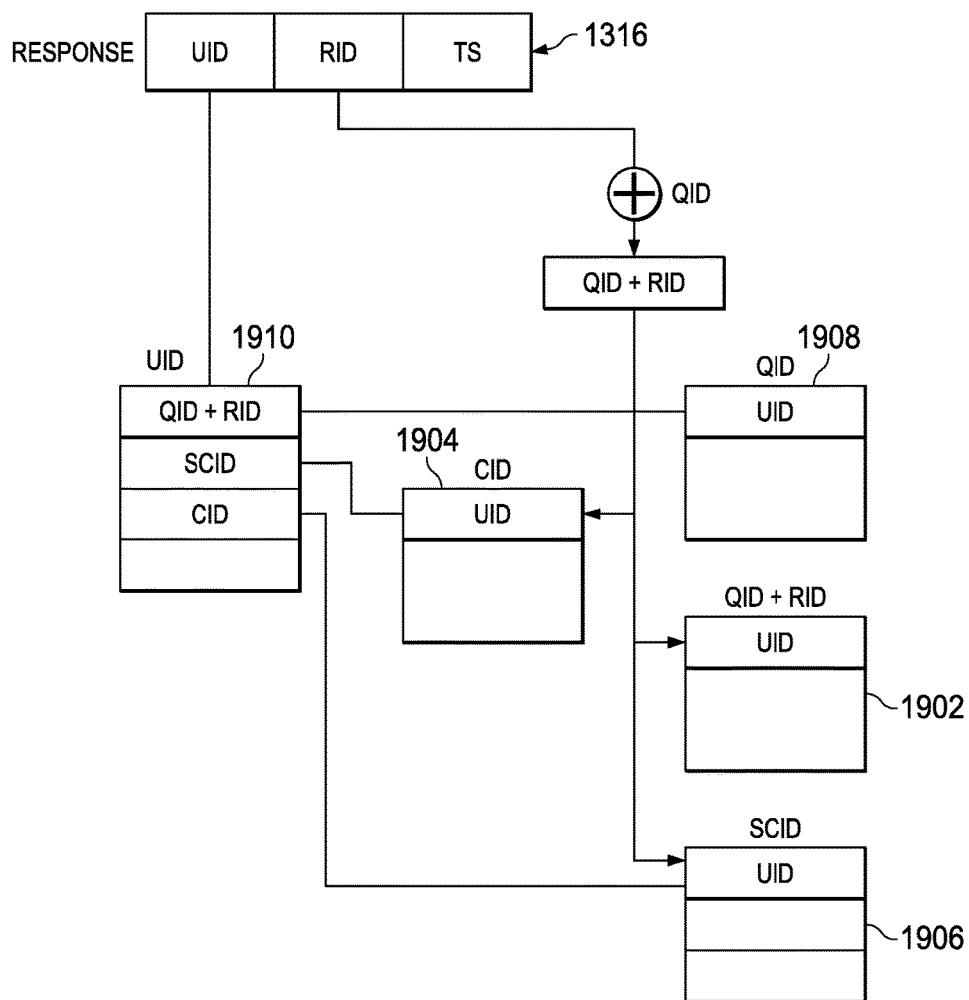 RESPONSE UID RID TS 1316
QID
QID + RID
UID 1910
QID + RID
SCID
CID
1904
CID
UID
1908
QID
UID
QID + RID
UID
1902
SCID
UID
1906